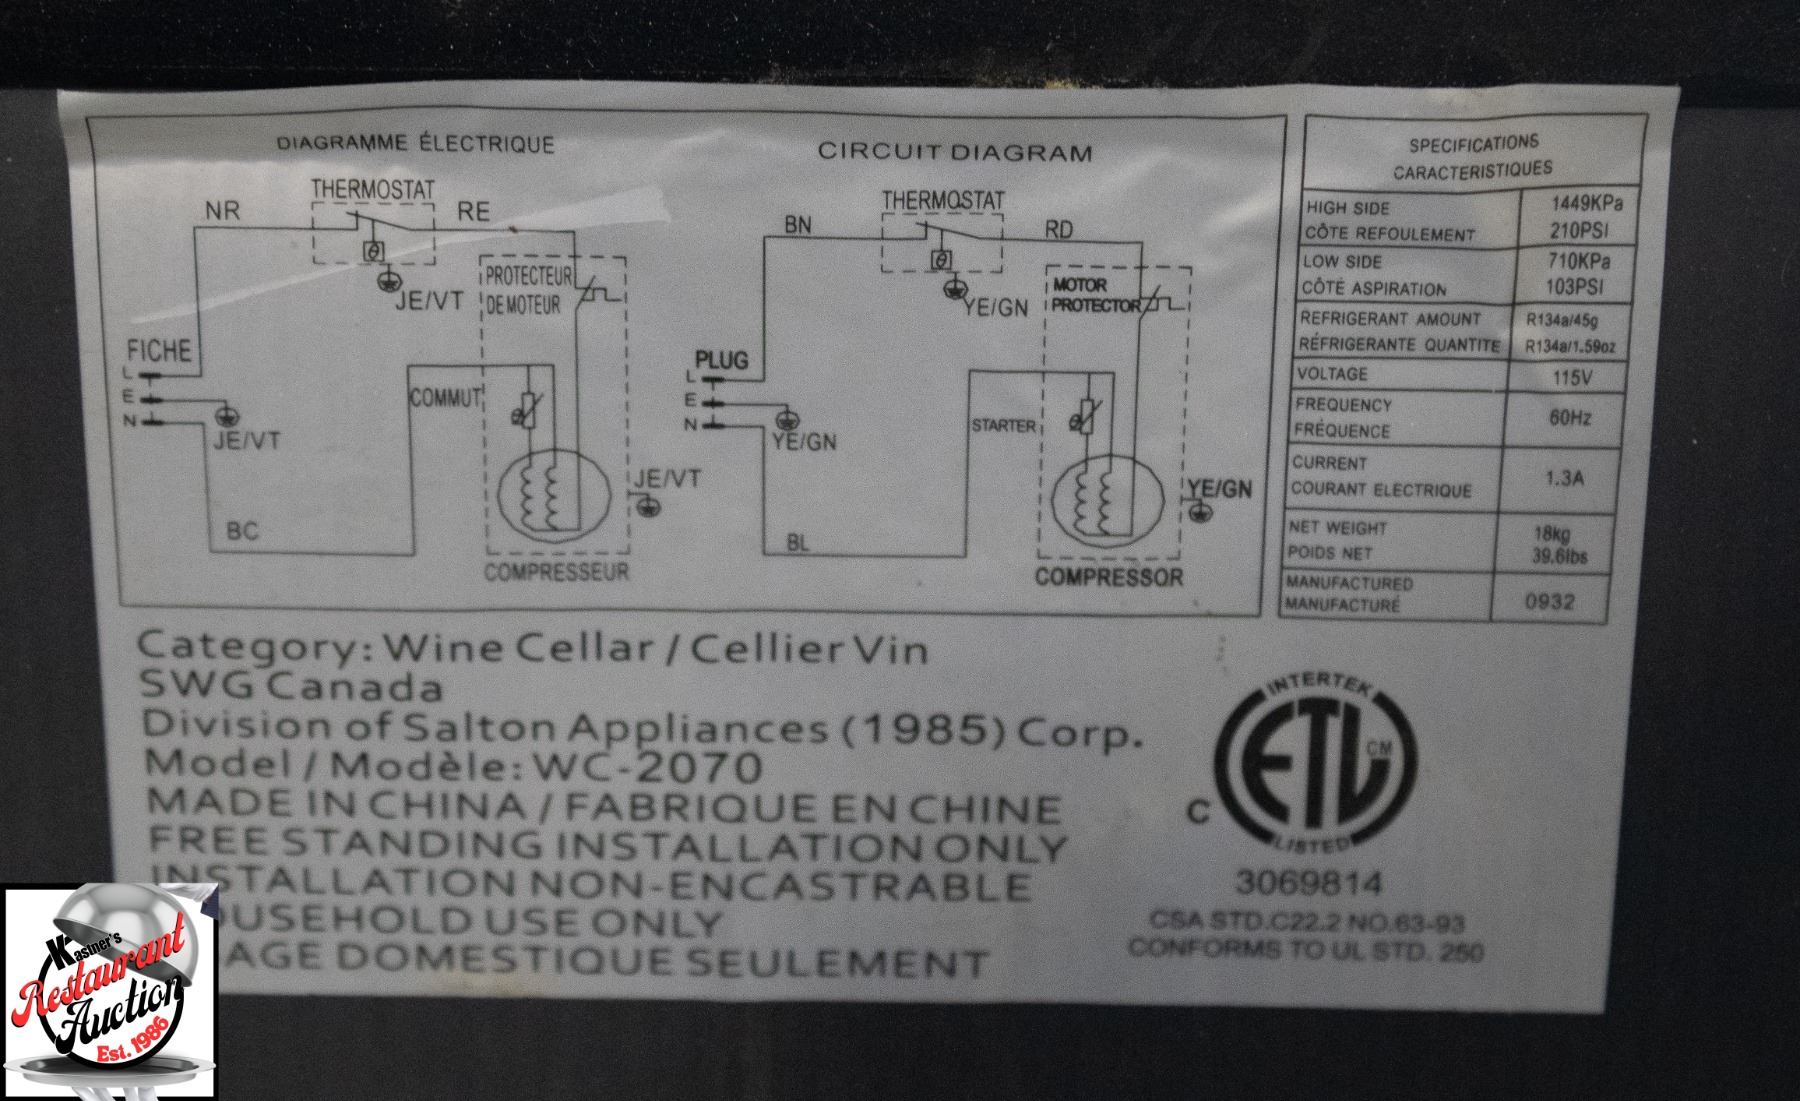 DIAGRAMME ÉLECTRIQUE
THERMOSTAT
NR
RE
JE/VT
PROTECTEUR
DE MOTEUR
FICHE
L
E
N
JE/VT
COMMUT
JE/VT
BC
COMPRESSEUR
CIRCUIT DIAGRAM
THERMOSTAT
BN
RD
YE/GN
MOTOR
PROTECTOR
PLUG
L
E
N
YE/GN
STARTER
YE/GN
BL
COMPRESSOR
SPECIFICATIONS
CARACTERISTIQUES
HIGH SIDE 1449KPa
CÔTE REFOULEMENT 210PSI
LOW SIDE 710KPa
CÔTÉ ASPIRATION 103PSI
REFRIGERANT AMOUNT R134a/45g
RÉFRIGERANTE QUANTITE R134a/1.59oz
VOLTAGE 115V
FREQUENCY 60Hz
FRÉQUENCE
CURRENT 1.3A
COURANT ELECTRIQUE
NET WEIGHT 18kg
POIDS NET 39.6lbs
MANUFACTURED 0932
MANUFACTURÉ
Category: Wine Cellar / Cellier Vin
SWG Canada
Division of Salton Appliances (1985) Corp.
Model / Modèle: WC-2070
MADE IN CHINA / FABRIQUE EN CHINE
FREE STANDING INSTALLATION ONLY
INSTALLATION NON-ENCASTRABLE
OUSEHOLD USE ONLY
AGE DOMESTIQUE SEULEMENT
INTERTEK
ETL CM
C
LISTED
3069814
CSA STD.C22.2 NO.63-93
CONFORMS TO UL STD. 250
Kastner's
Restaurant
Auction
Est. 1986